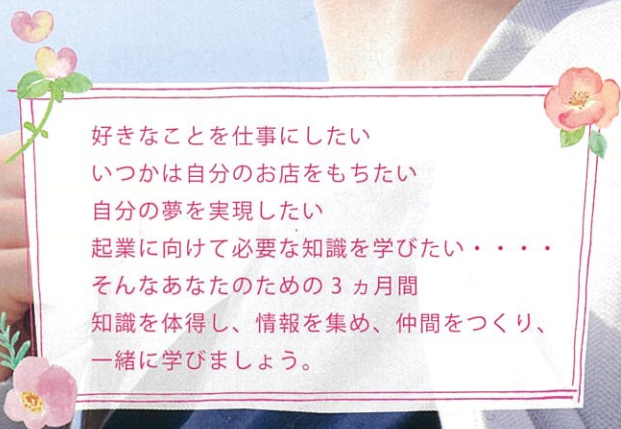 好きなことを仕事にしたい
いつかは自分のお店をもちたい
自分の夢を実現したい
起業に向けて必要な知識を学びたい・・・・
そんなあなたのための３ヵ月間
知識を体得し、情報を集め、仲間をつくり、
一緒に学びましょう。